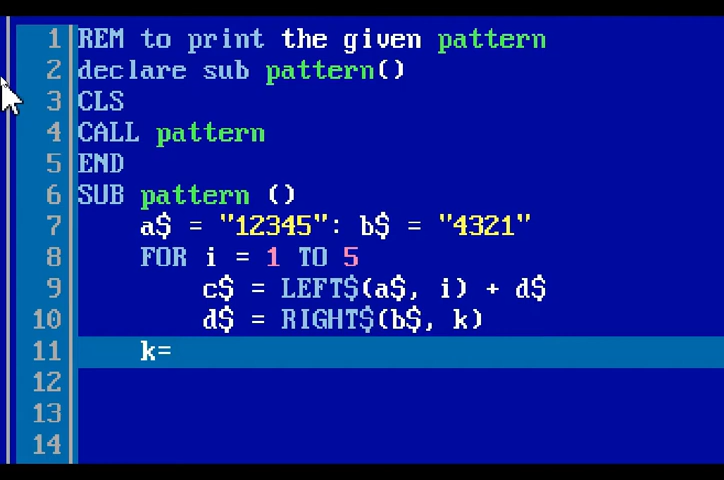 1 REM to print the given pattern
2 declare sub pattern()
3 CLS
4 CALL pattern
5 END
6 SUB pattern ()
7 a$ = "12345": b$ = "4321"
8 FOR i = 1 TO 5
9 c$ = LEFT$(a$, i) + d$
10 d$ = RIGHT$(b$, k)
11 k=
12
13
14